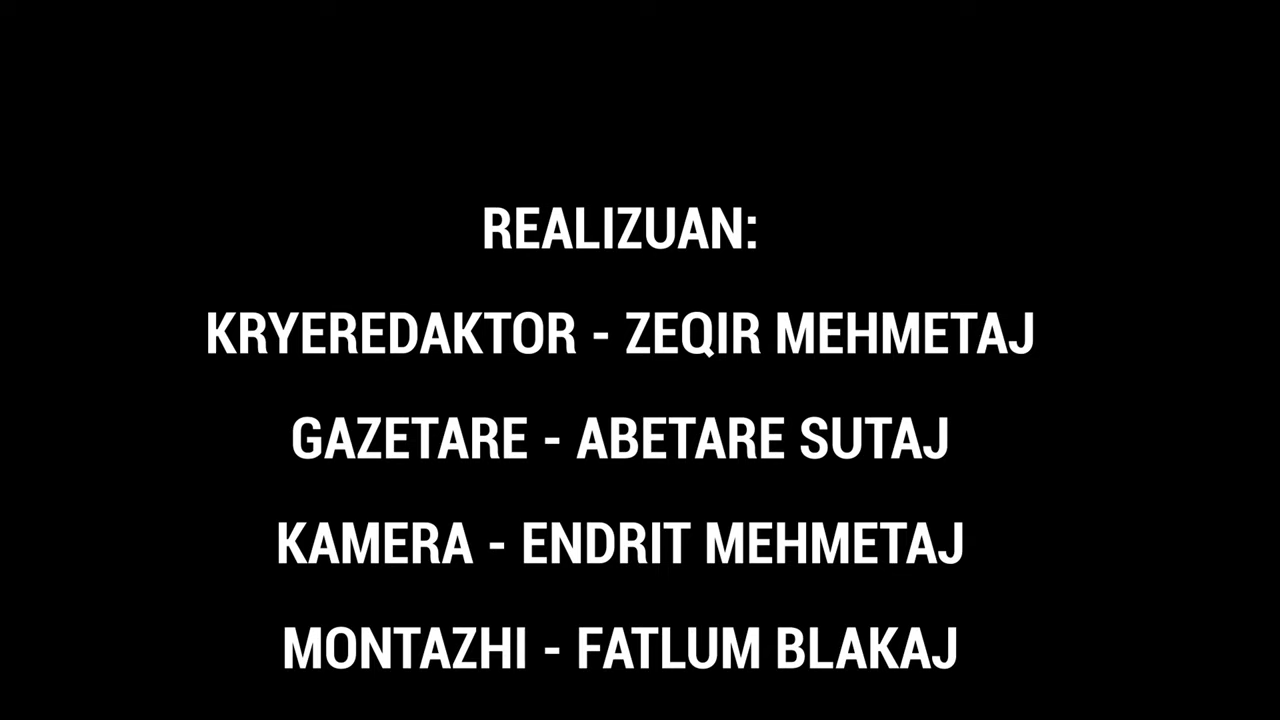 REALIZUAN:
KRYEREDAKTOR - ZEQIR MEHMETAJ
GAZETARE - ABETARE SUTAJ
KAMERA - ENDRIT MEHMETAJ
MONTAZHI - FATLUM BLAKAJ